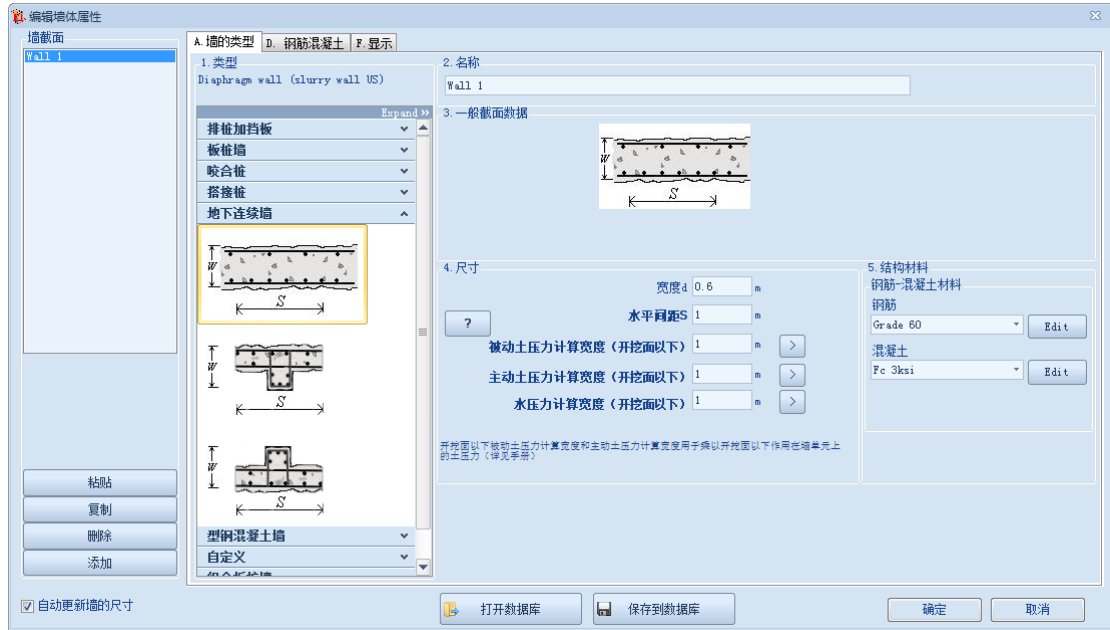 编辑墙体属性
墙截面
Wall 1
粘贴
复制
删除
添加
自动更新墙的尺寸
A.墙的类型
D. 钢筋混凝土
F.显示
1.类型
Diaphragm wall (slurry wall US)
Expand »
排桩加挡板
板桩墙
咬合桩
搭接桩
地下连续墙
W
S
W
S
W
S
型钢混凝土墙
自定义
2.名称
Wall 1
3.一般截面数据
W
S
4.尺寸
宽度d 0.6 m
水平间距S 1 m
?
被动土压力计算宽度（开挖面以下） 1 m >
主动土压力计算宽度（开挖面以下） 1 m >
水压力计算宽度（开挖面以下） 1 m >
开挖面以下被动土压力计算宽度和主动土压力计算宽度用于乘以开挖面以下作用在墙单元上
的土压力（详见手册）
5.结构材料
钢筋-混凝土材料
钢筋
Grade 60 Edit
混凝土
Fc 3ksi Edit
打开数据库
保存到数据库
确定
取消